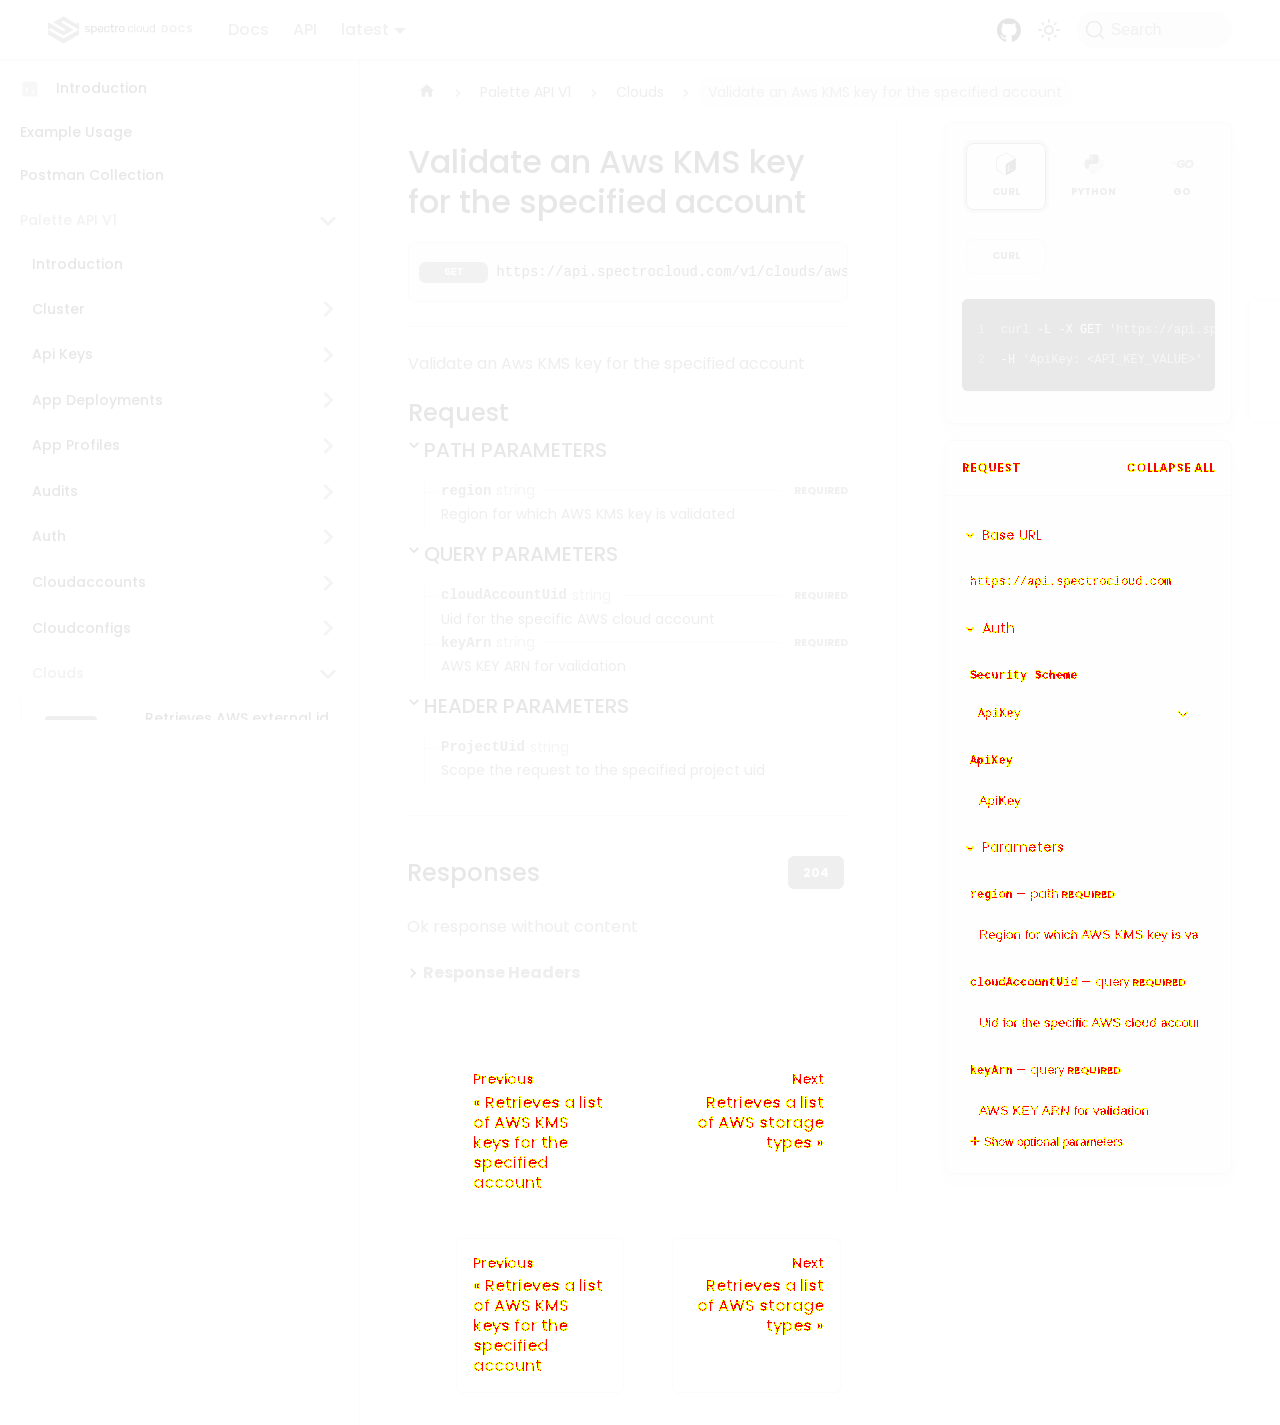 spectro cloud DOCS
Docs
API
latest
Search
Introduction
Example Usage
Postman Collection
Palette API V1
Introduction
Cluster
Api Keys
App Deployments
App Profiles
Audits
Auth
Cloudaccounts
Cloudconfigs
Clouds
Retrieves AWS external id
Palette API V1
Clouds
Validate an Aws KMS key for the specified account
Validate an Aws KMS key
for the specified account
GET
https://api.spectrocloud.com/v1/clouds/aws
Validate an Aws KMS key for the specified account
Request
PATH PARAMETERS
region string REQUIRED
Region for which AWS KMS key is validated
QUERY PARAMETERS
cloudAccountUid string REQUIRED
Uid for the specific AWS cloud account
keyArn string REQUIRED
AWS KEY ARN for validation
HEADER PARAMETERS
ProjectUid string
Scope the request to the specified project uid
Responses
204
Ok response without content
Response Headers
Previous
« Retrieves a list
of AWS KMS
keys for the
specified
account
Next
Retrieves a list
of AWS storage
types »
Previous
« Retrieves a list
of AWS KMS
keys for the
specified
account
Next
Retrieves a list
of AWS storage
types »
CURL
PYTHON
GO
CURL
1 curl -L -X GET 'https://api.sp
2 -H 'ApiKey: <API_KEY_VALUE>'
REQUEST
COLLAPSE ALL
Base URL
https://api.spectrocloud.com
Auth
Security Scheme
ApiKey
ApiKey
ApiKey
Parameters
region — path REQUIRED
Region for which AWS KMS key is va
cloudAccountUid — query REQUIRED
Uid for the specific AWS cloud accour
keyArn — query REQUIRED
AWS KEY ARN for validation
Show optional parameters